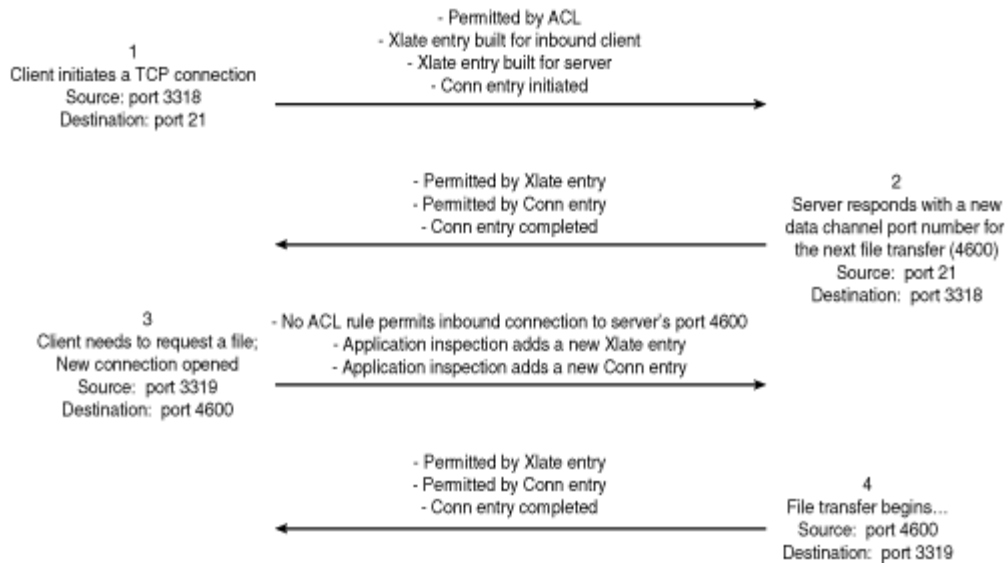 - Permitted by ACL
- Xlate entry built for inbound client
- Xlate entry built for server
- Conn entry initiated
1
Client initiates a TCP connection
Source: port 3318
Destination: port 21
- Permitted by Xlate entry
- Permitted by Conn entry
- Conn entry completed
2
Server responds with a new
data channel port number for
the next file transfer (4600)
Source: port 21
Destination: port 3318
3
Client needs to request a file;
New connection opened
Source: port 3319
Destination: port 4600
- No ACL rule permits inbound connection to server's port 4600
- Application inspection adds a new Xlate entry
- Application inspection adds a new Conn entry
- Permitted by Xlate entry
- Permitted by Conn entry
- Conn entry completed
4
File transfer begins...
Source: port 4600
Destination: port 3319